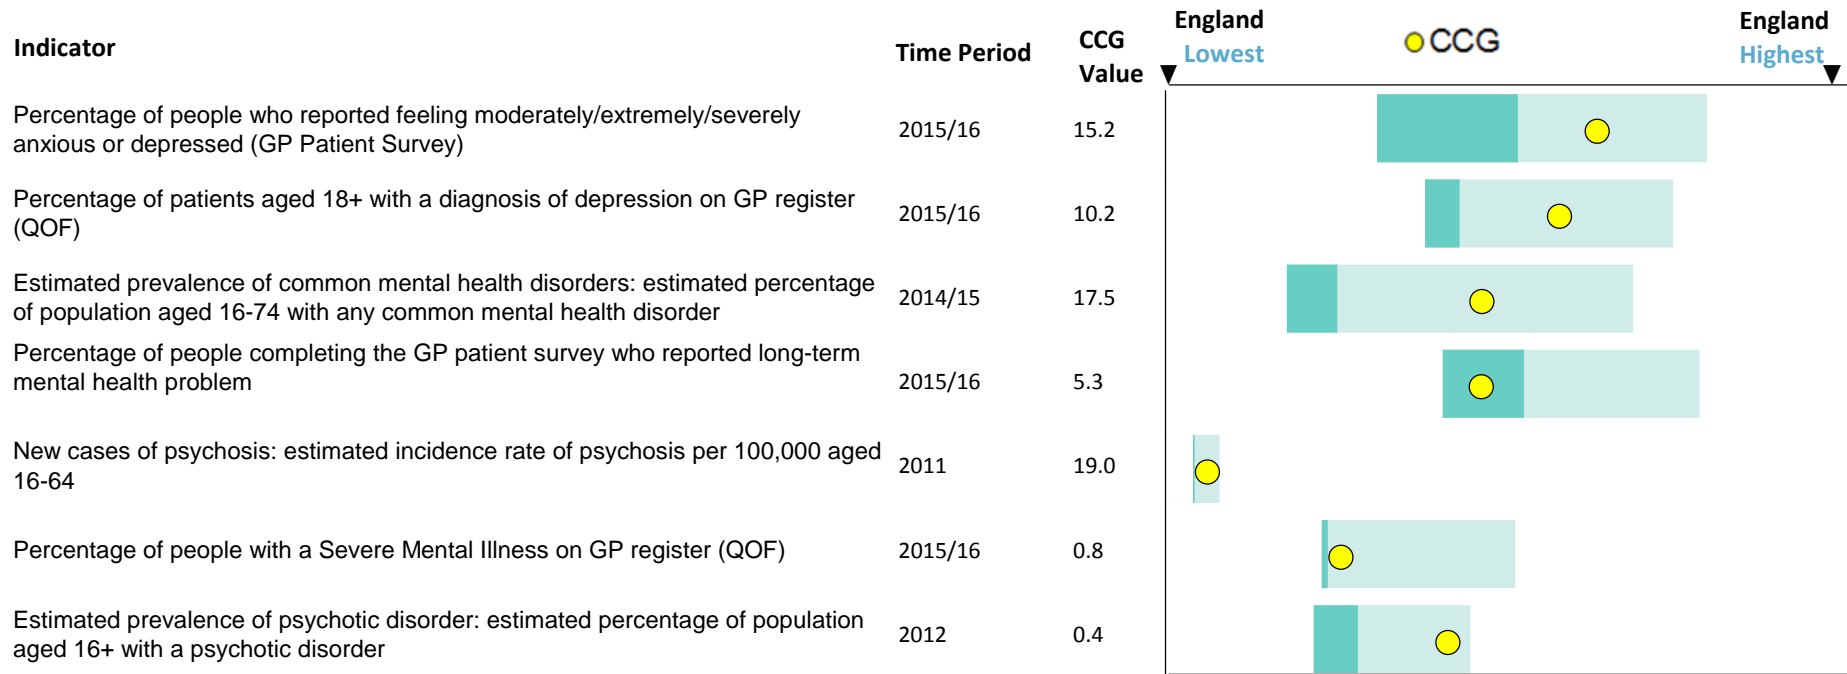 Indicator
Time Period
CCG
Value
England
Lowest
CCG
England
Highest
Percentage of people who reported feeling moderately/extremely/severely
anxious or depressed (GP Patient Survey)
2015/16
15.2
Percentage of patients aged 18+ with a diagnosis of depression on GP register
(QOF)
2015/16
10.2
Estimated prevalence of common mental health disorders: estimated percentage
of population aged 16-74 with any common mental health disorder
2014/15
17.5
Percentage of people completing the GP patient survey who reported long-term
mental health problem
2015/16
5.3
New cases of psychosis: estimated incidence rate of psychosis per 100,000 aged
16-64
2011
19.0
Percentage of people with a Severe Mental Illness on GP register (QOF)
2015/16
0.8
Estimated prevalence of psychotic disorder: estimated percentage of population
aged 16+ with a psychotic disorder
2012
0.4